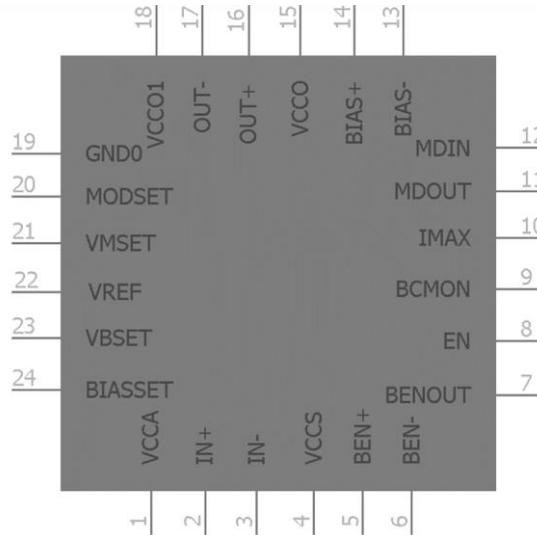 18 17 16 15 14 13
VCCO1 OUT- OUT+ VCCO BIAS+ BIAS-
19 GND0 MDIN 12
20 MODSET MDOUT 11
21 VMSET IMAX 10
22 VREF BCMON 9
23 VBSET EN 8
24 BIASSET BENOUT 7
VCCA IN+ IN- VCCS BEN+ BEN-
1 2 3 4 5 6